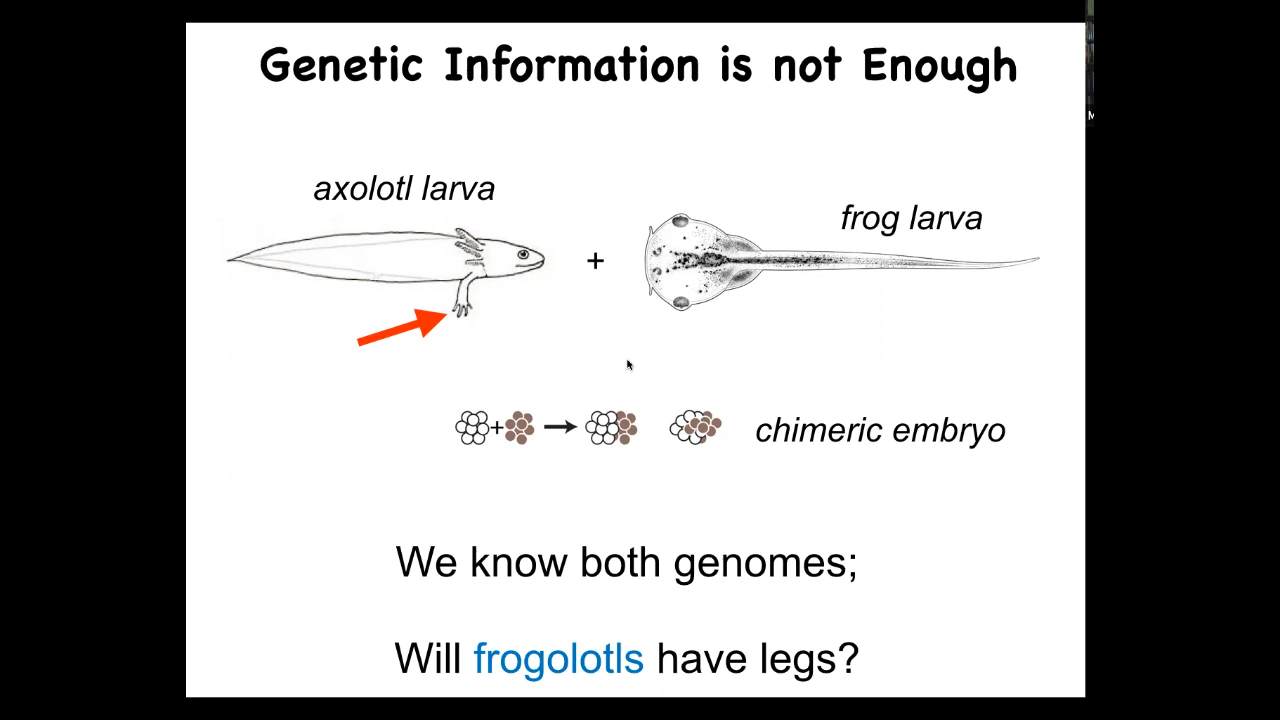 Genetic Information is not Enough
axolotl larva
frog larva
+
+
chimeric embryo
We know both genomes;
Will frogolotls have legs?
M